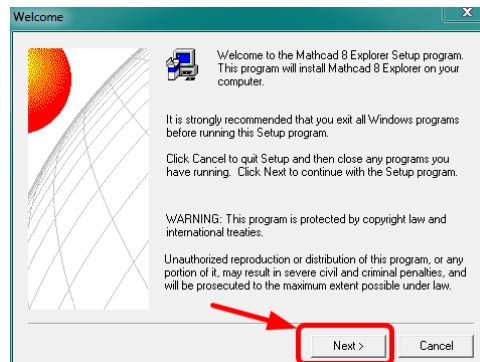 Welcome
Welcome to the Mathcad 8 Explorer Setup program.
This program will install Mathcad 8 Explorer on your
computer.
It is strongly recommended that you exit all Windows programs
before running this Setup program.
Click Cancel to quit Setup and then close any programs you
have running. Click Next to continue with the Setup program.
WARNING: This program is protected by copyright law and
international treaties.
Unauthorized reproduction or distribution of this program, or any
portion of it, may result in severe civil and criminal penalties, and
will be prosecuted to the maximum extent possible under law.
Next >
Cancel